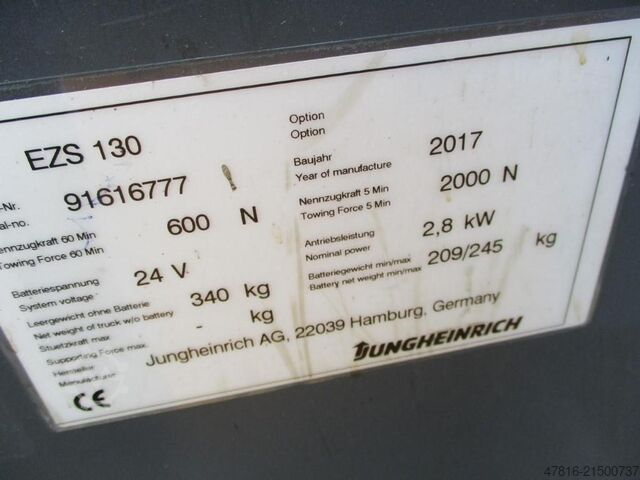 EZS 130
Option
Option
-Nr. 91616777
al-no.
Baujahr 2017
Year of manufacture
Nennzugkraft 60 Min 600 N
Towing Force 60 Min
Nennzugkraft 5 Min 2000 N
Towing Force 5 Min
Batteriespannung 24 V
System voltage
Antriebsleistung 2,8 kW
Nominal power
Leergewicht ohne Batterie 340 kg
Net weight of truck w/o battery
Batteriegewicht min/max 209/245 kg
Battery net weight min/max
Stuetzkraft max - kg
Supporting Force max
Hersteller Jungheinrich AG, 22039 Hamburg, Germany
Manufacturer
CE
JUNGHEINRICH
47816-21500737